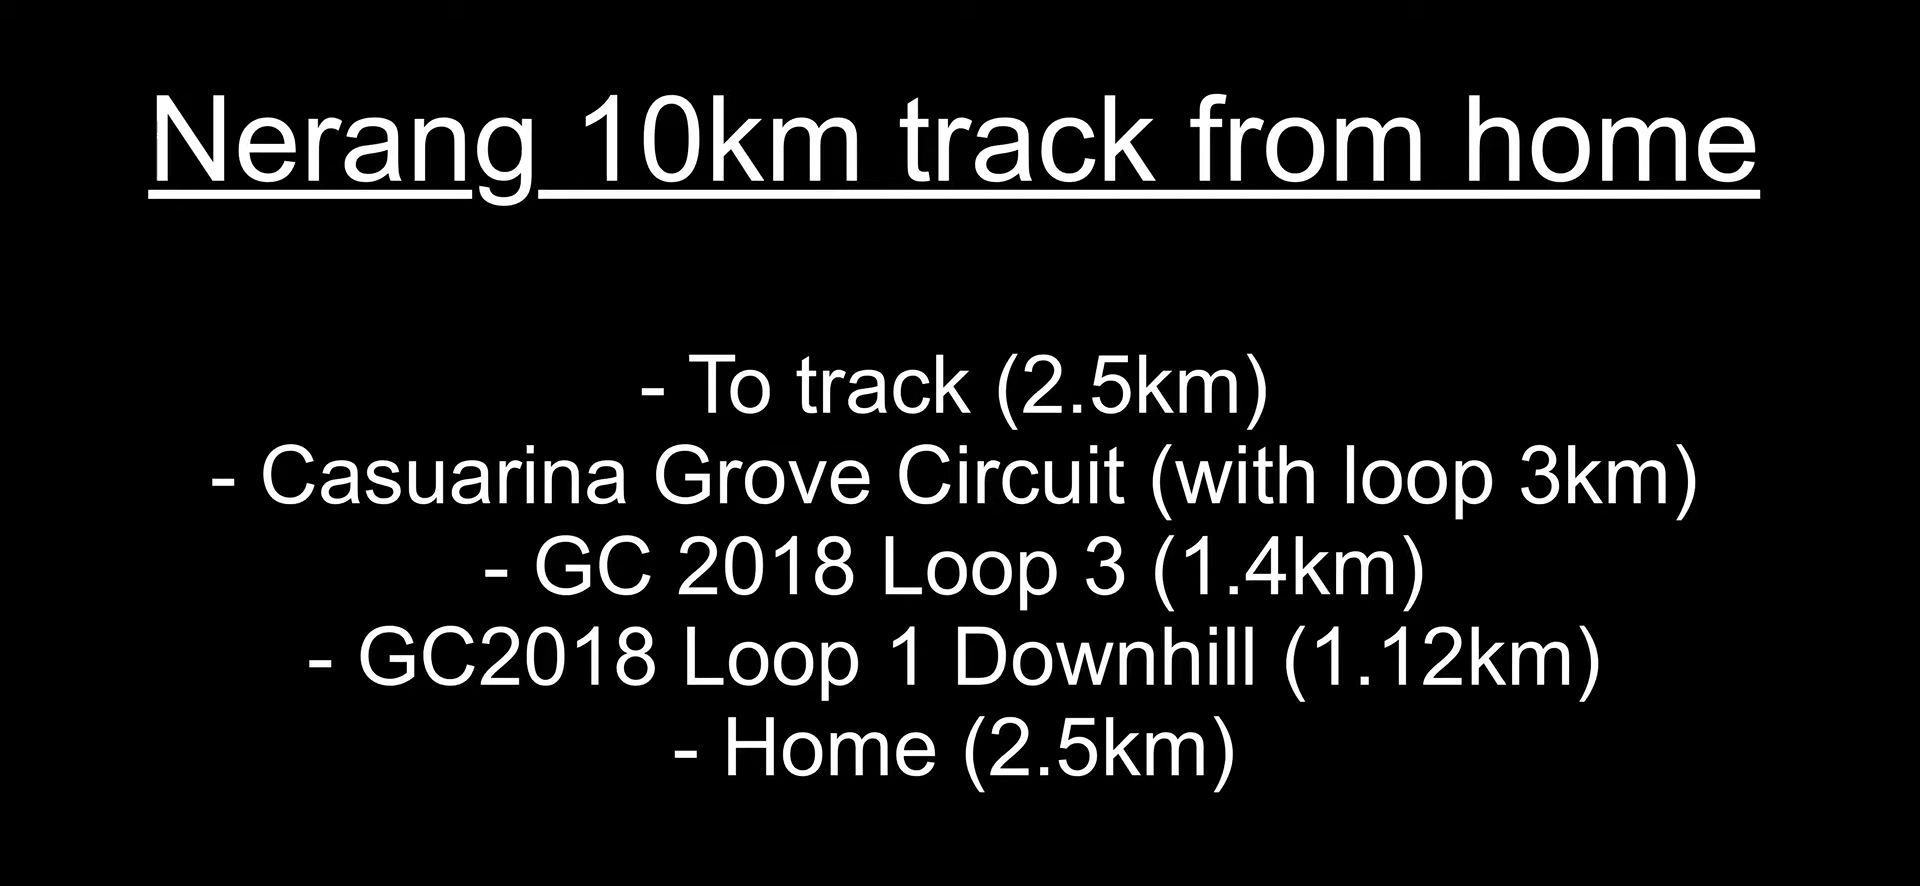 Nerang 10km track from home
- To track (2.5km)
- Casuarina Grove Circuit (with loop 3km)
- GC 2018 Loop 3 (1.4km)
- GC2018 Loop 1 Downhill (1.12km)
- Home (2.5km)